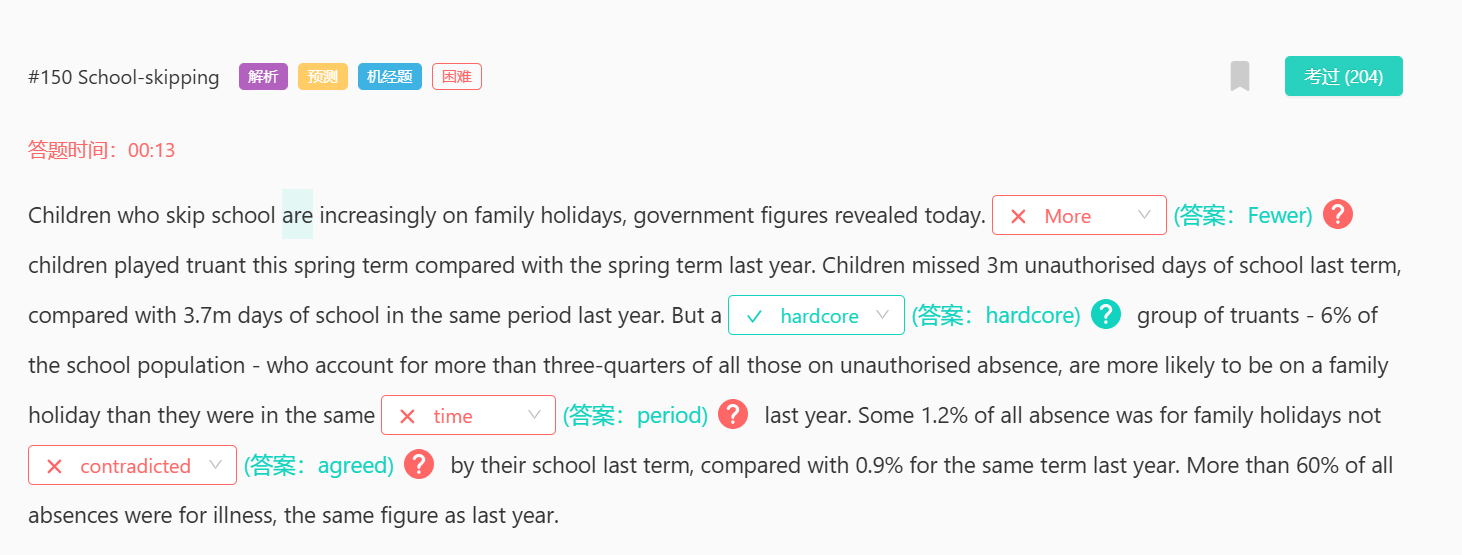 #150 School-skipping 解析 预测 机经题 困难 考过 (204)
答题时间：00:13
Children who skip school are increasingly on family holidays, government figures revealed today. More (答案：Fewer) ?
children played truant this spring term compared with the spring term last year. Children missed 3m unauthorised days of school last term,
compared with 3.7m days of school in the same period last year. But a hardcore (答案：hardcore) ? group of truants - 6% of
the school population - who account for more than three-quarters of all those on unauthorised absence, are more likely to be on a family
holiday than they were in the same time (答案：period) ? last year. Some 1.2% of all absence was for family holidays not
contradicted (答案：agreed) ? by their school last term, compared with 0.9% for the same term last year. More than 60% of all
absences were for illness, the same figure as last year.